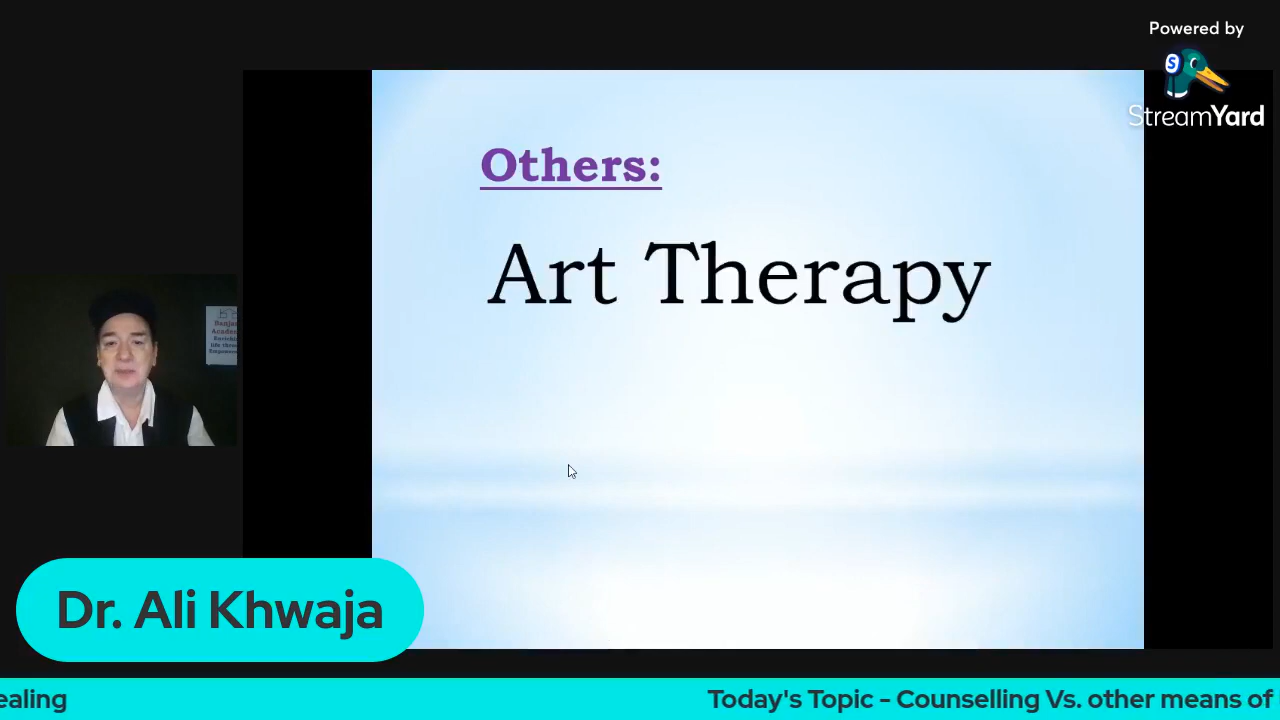 Powered by
StreamYard
Others:
Art Therapy
Dr. Ali Khwaja
ealing
Today's Topic - Counselling Vs. other means of